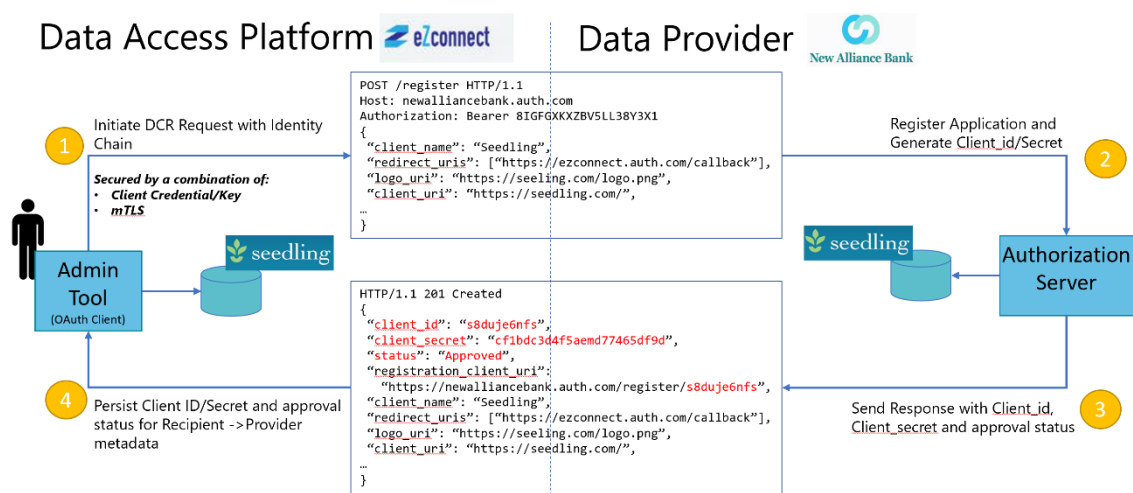 Data Access Platform
eZconnect
Data Provider
New Alliance Bank
1
Initiate DCR Request with Identity
Chain
Secured by a combination of:
• Client Credential/Key
• mTLS
POST /register HTTP/1.1
Host: newalliancebank.auth.com
Authorization: Bearer 8IGFGXKXZBV5LL38Y3X1
{
“client_name”: “Seedling”,
“redirect_uris”: [“https://ezconnect.auth.com/callback”],
“logo_uri”: “https://seeling.com/logo.png”,
“client_uri”: “https://seedling.com/”,
…
}
Register Application and
Generate Client_id/Secret
2
seedling
Admin
Tool
(OAuth Client)
seedling
Authorization
Server
HTTP/1.1 201 Created
{
“client_id”: “s8duje6nfs”,
“client_secret”: “cf1bdc3d4f5aemd77465df9d”,
“status”: “Approved”,
“registration_client_uri”:
“https://newalliancebank.auth.com/register/s8duje6nfs”,
“client_name”: “Seedling”,
“redirect_uris”: [“https://ezconnect.auth.com/callback”],
“logo_uri”: “https://seeling.com/logo.png”,
“client_uri”: “https://seedling.com/”,
…
}
4
Persist Client ID/Secret and approval
status for Recipient ->Provider
metadata
Send Response with Client_id,
Client_secret and approval status
3